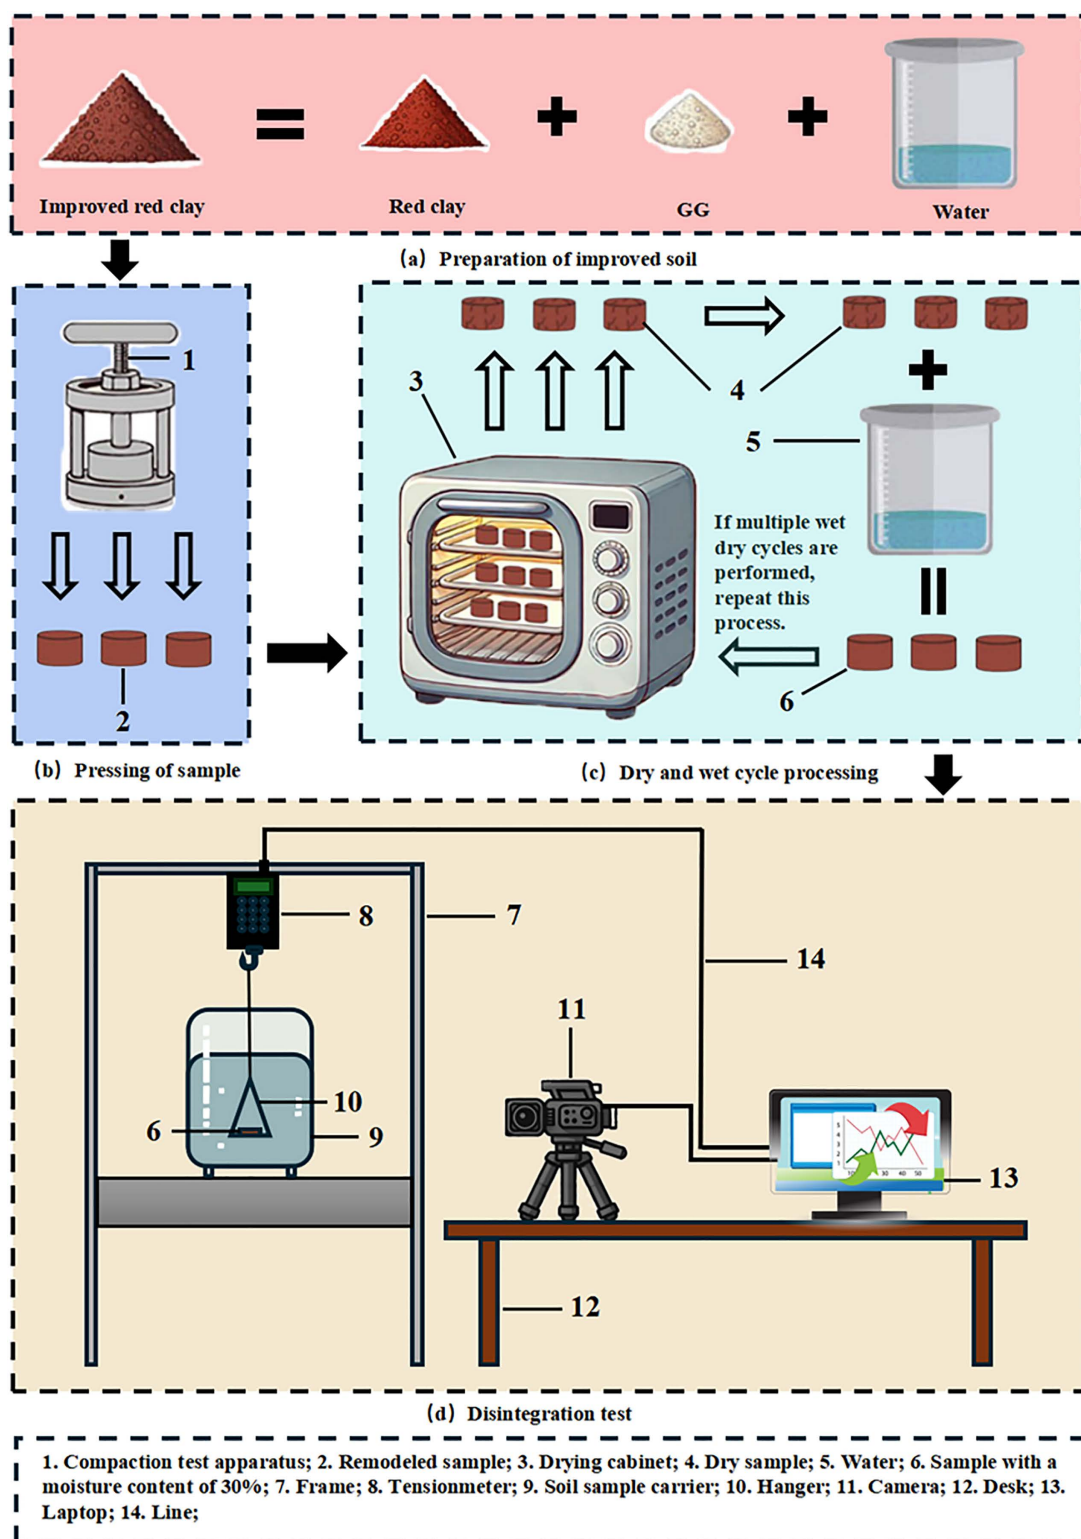 Improved red clay
Red clay
GG
Water
(a) Preparation of improved soil
1
2
(b) Pressing of sample
3
4
5
If multiple wet
dry cycles are
performed,
repeat this
process.
6
(c) Dry and wet cycle processing
8
7
14
11
10
6
9
13
12
(d) Disintegration test
1. Compaction test apparatus; 2. Remodeled sample; 3. Drying cabinet; 4. Dry sample; 5. Water; 6. Sample with a
moisture content of 30%; 7. Frame; 8. Tensionmeter; 9. Soil sample carrier; 10. Hanger; 11. Camera; 12. Desk; 13.
Laptop; 14. Line;